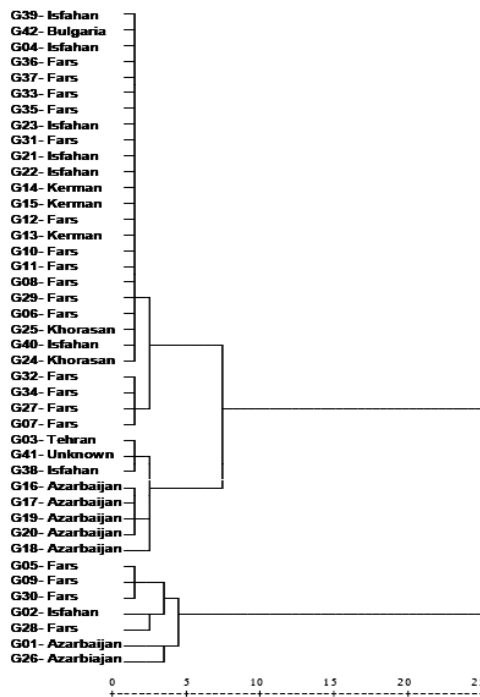 G39- Isfahan
G42- Bulgaria
G04- Isfahan
G36- Fars
G37- Fars
G33- Fars
G35- Fars
G23- Isfahan
G31- Fars
G21- Isfahan
G22- Isfahan
G14- Kerman
G15- Kerman
G12- Fars
G13- Kerman
G10- Fars
G11- Fars
G08- Fars
G29- Fars
G06- Fars
G25- Khorasan
G40- Isfahan
G24- Khorasan
G32- Fars
G34- Fars
G27- Fars
G07- Fars
G03- Tehran
G41- Unknown
G38- Isfahan
G16- Azarbaijan
G17- Azarbaijan
G19- Azarbaijan
G20- Azarbaijan
G18- Azarbaijan
G05- Fars
G09- Fars
G30- Fars
G02- Isfahan
G28- Fars
G01- Azarbaijan
G26- Azarbiajan
0 5 10 15 20